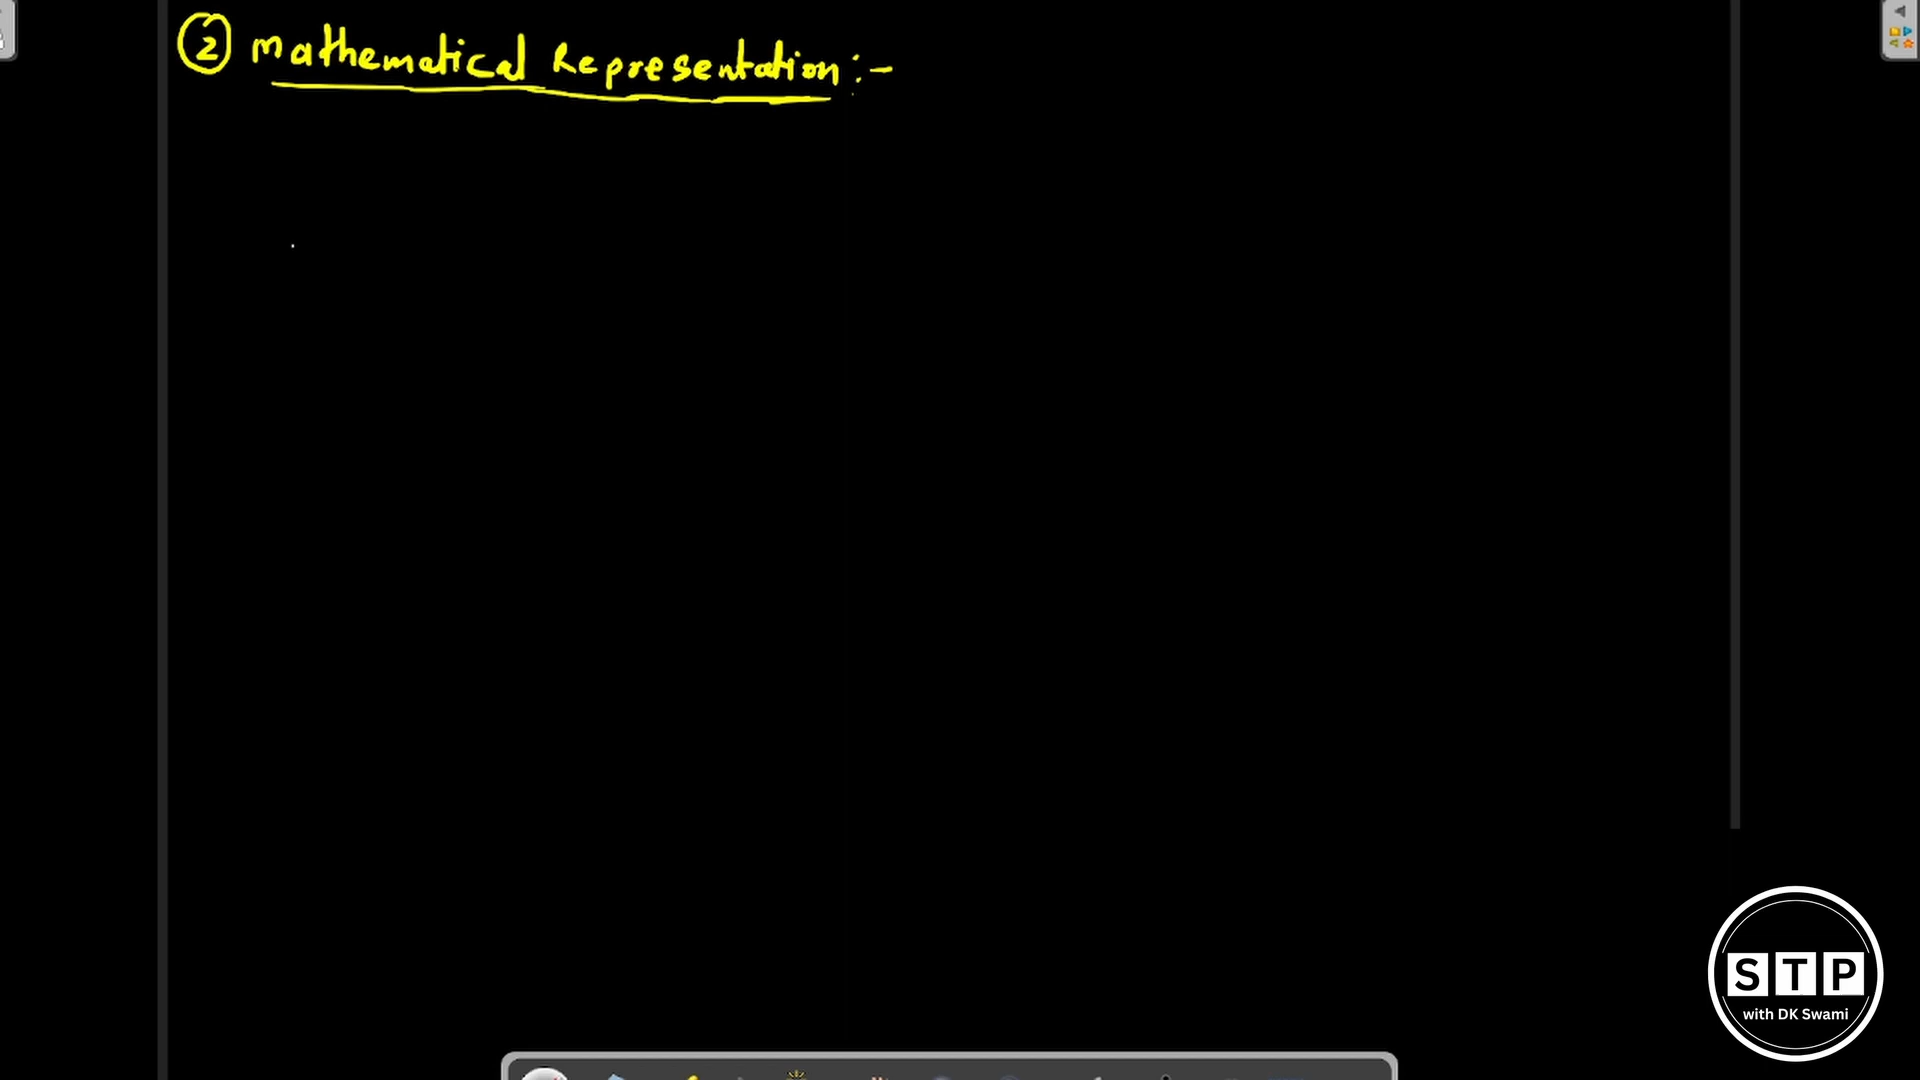 ② Mathematical Representation :-
STP
with DK Swami